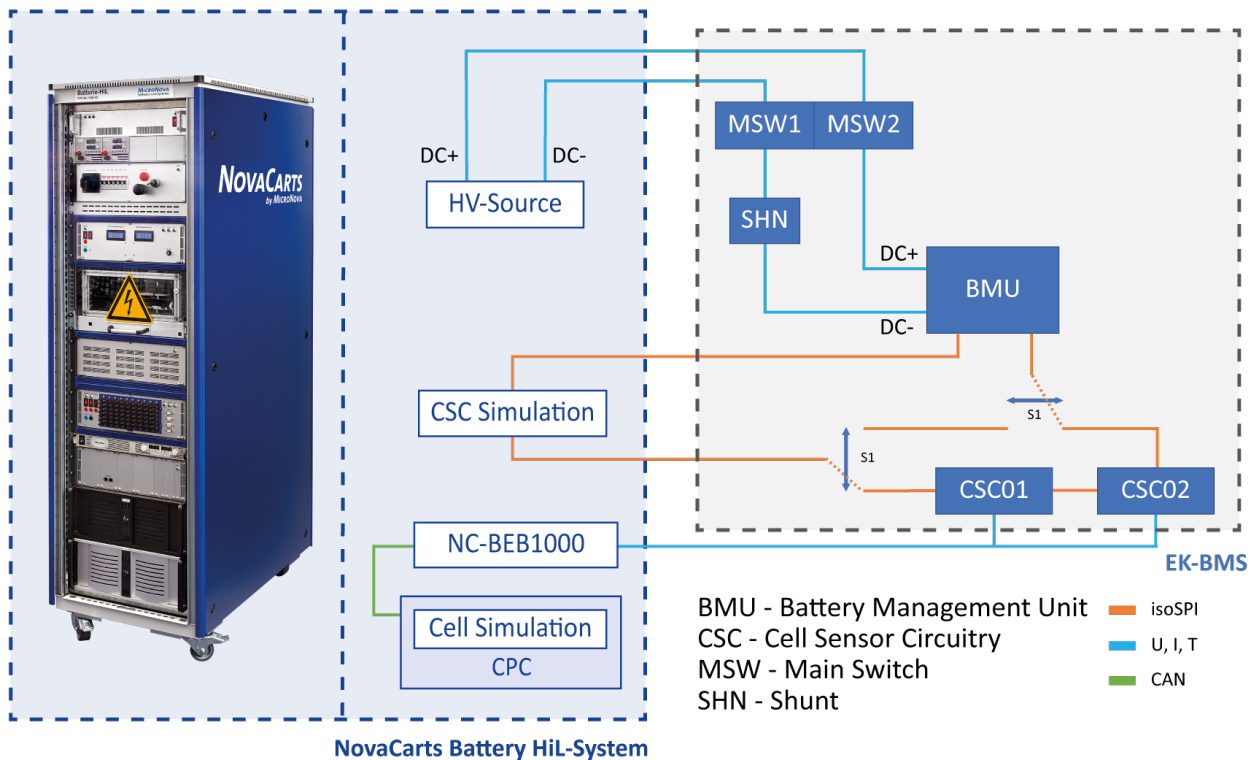 Batterie-HiL
MICRONOVA
NOVACARTS
by MICRONOVA
DC+
DC-
HV-Source
CSC Simulation
NC-BEB1000
Cell Simulation
CPC
NovaCarts Battery HiL-System
MSW1
MSW2
SHN
DC+
BMU
DC-
S1
S1
CSC01
CSC02
EK-BMS
BMU - Battery Management Unit
CSC - Cell Sensor Circuitry
MSW - Main Switch
SHN - Shunt
isoSPI
U, I, T
CAN